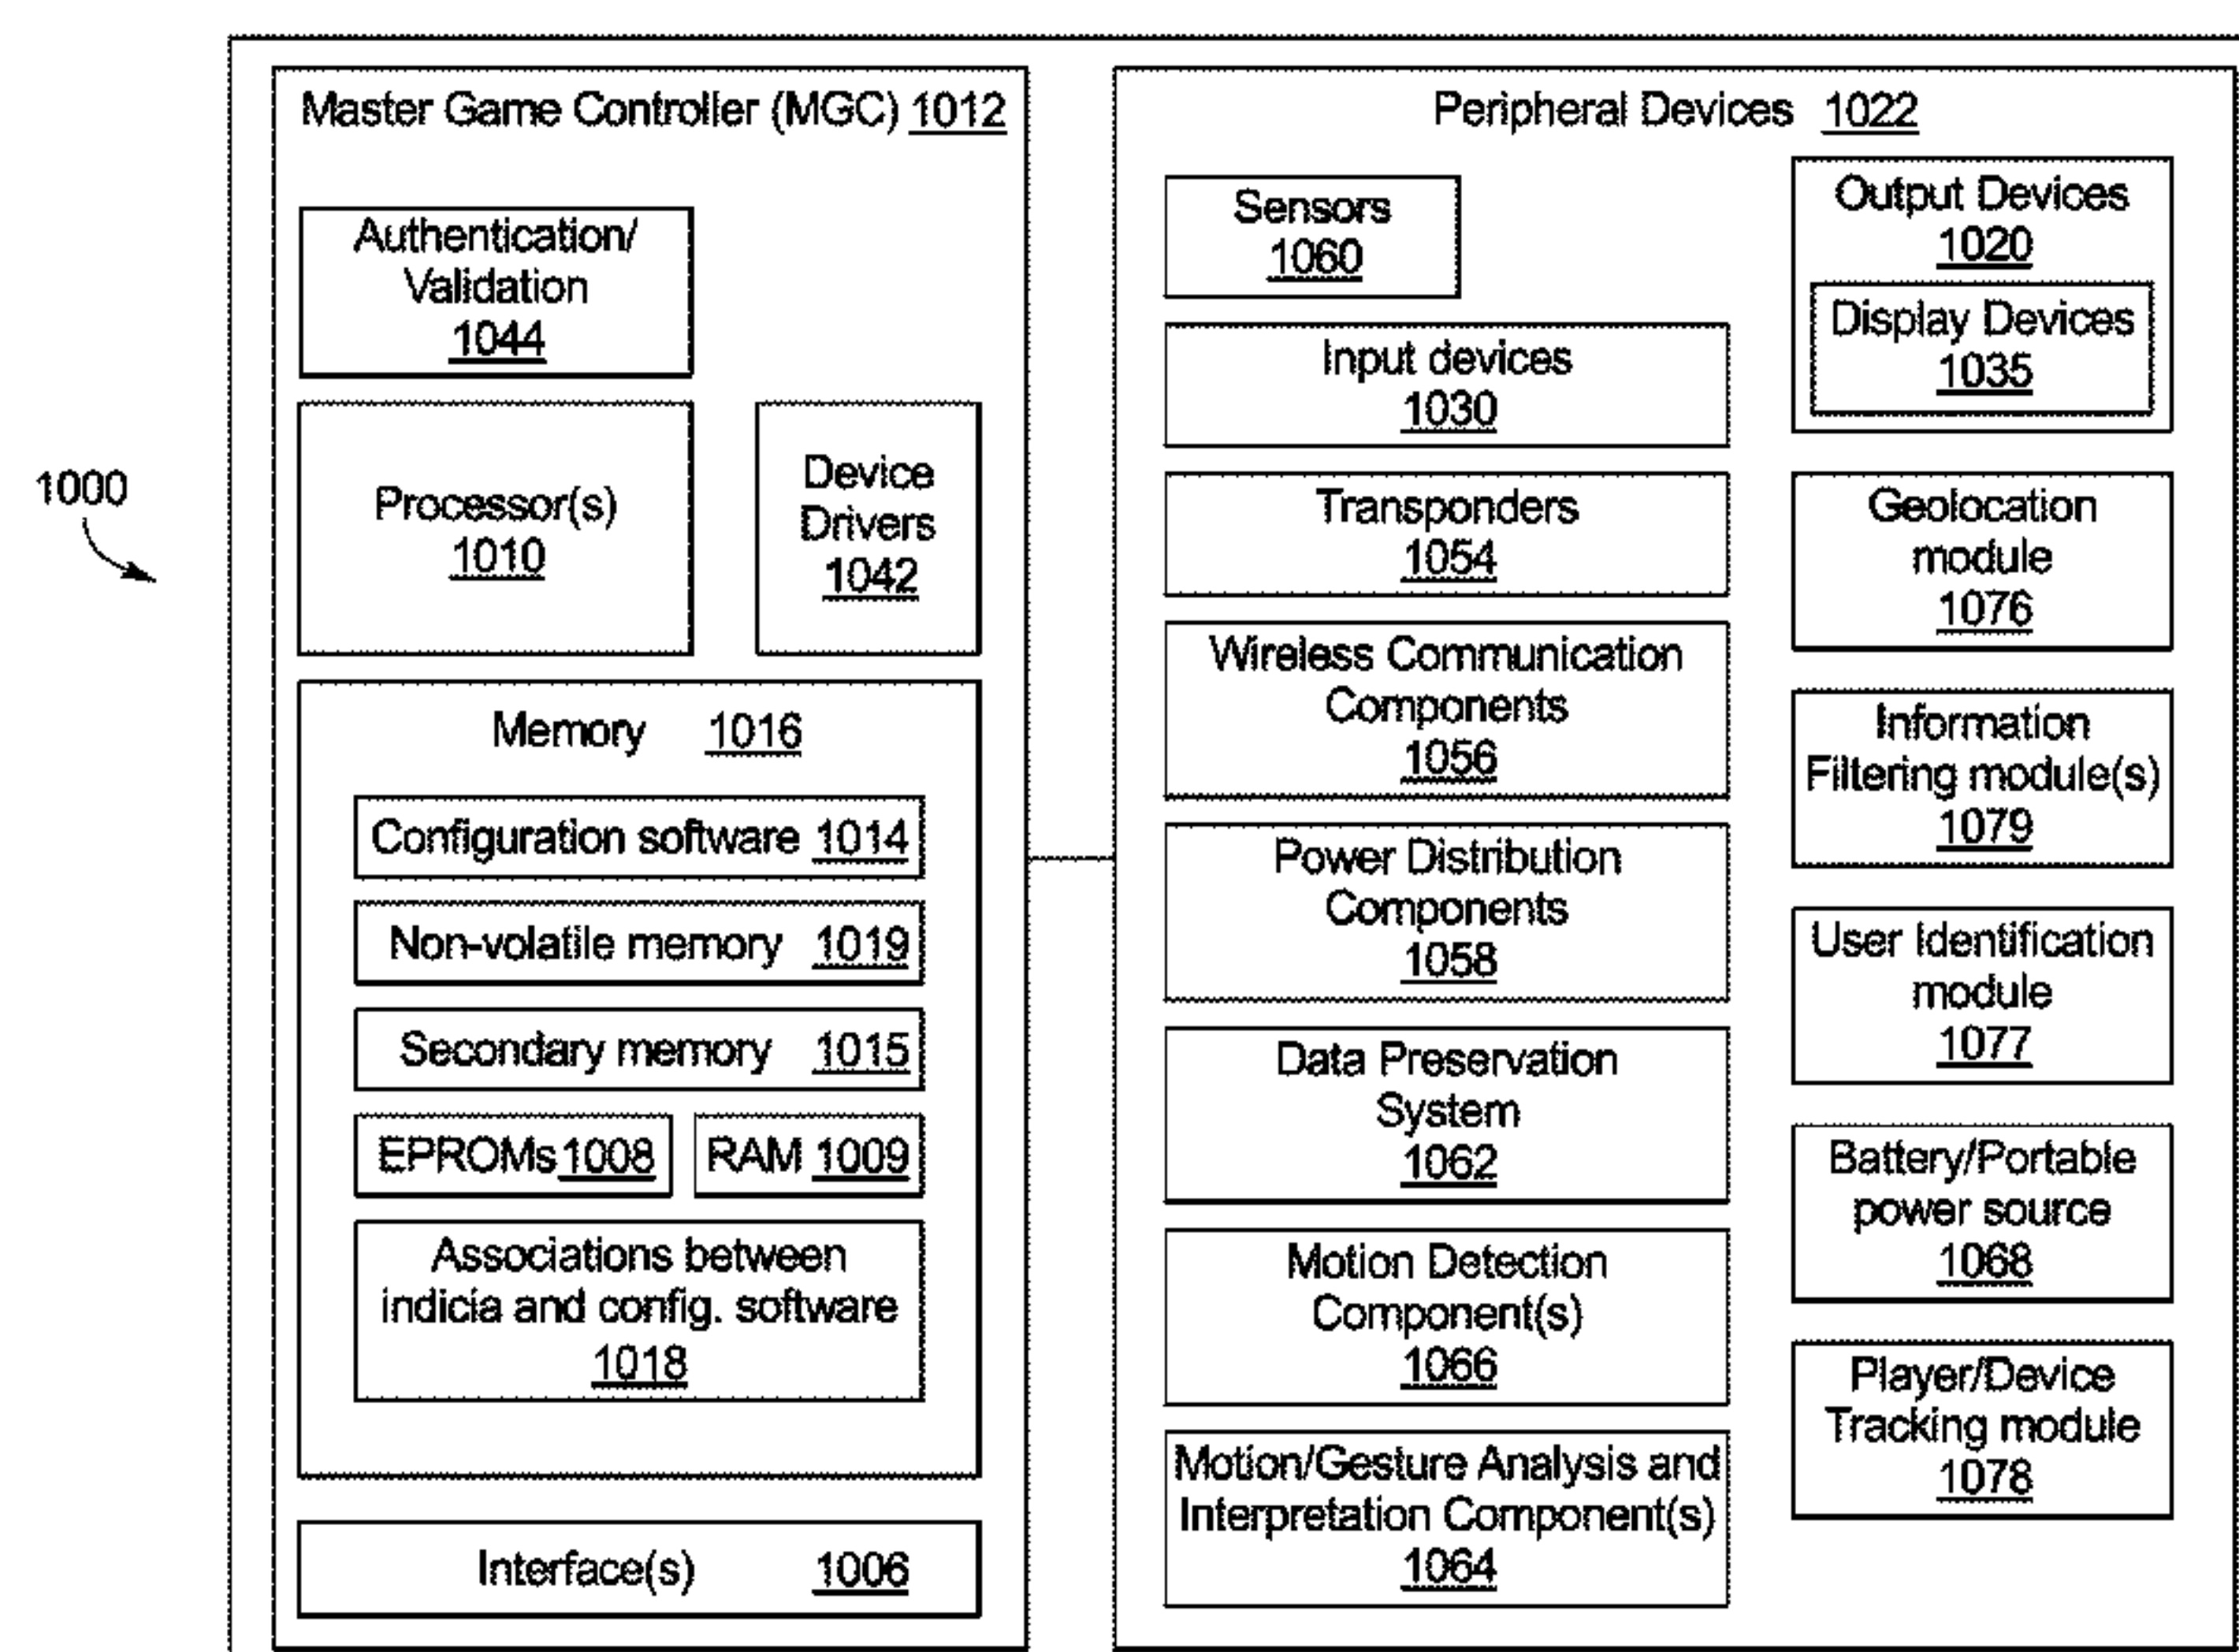 1000
Master Game Controller (MGC) 1012
Authentication/
Validation
1044
Processor(s)
1010
Device
Drivers
1042
Memory 1016
Configuration software 1014
Non-volatile memory 1019
Secondary memory 1015
EPROMs 1008
RAM 1009
Associations between
indicia and config. software
1018
Interface(s) 1006
Peripheral Devices 1022
Sensors
1060
Input devices
1030
Transponders
1054
Wireless Communication
Components
1056
Power Distribution
Components
1058
Data Preservation
System
1062
Motion Detection
Component(s)
1066
Motion/Gesture Analysis and
Interpretation Component(s)
1064
Output Devices
1020
Display Devices
1035
Geolocation
module
1076
Information
Filtering module(s)
1079
User Identification
module
1077
Battery/Portable
power source
1068
Player/Device
Tracking module
1078